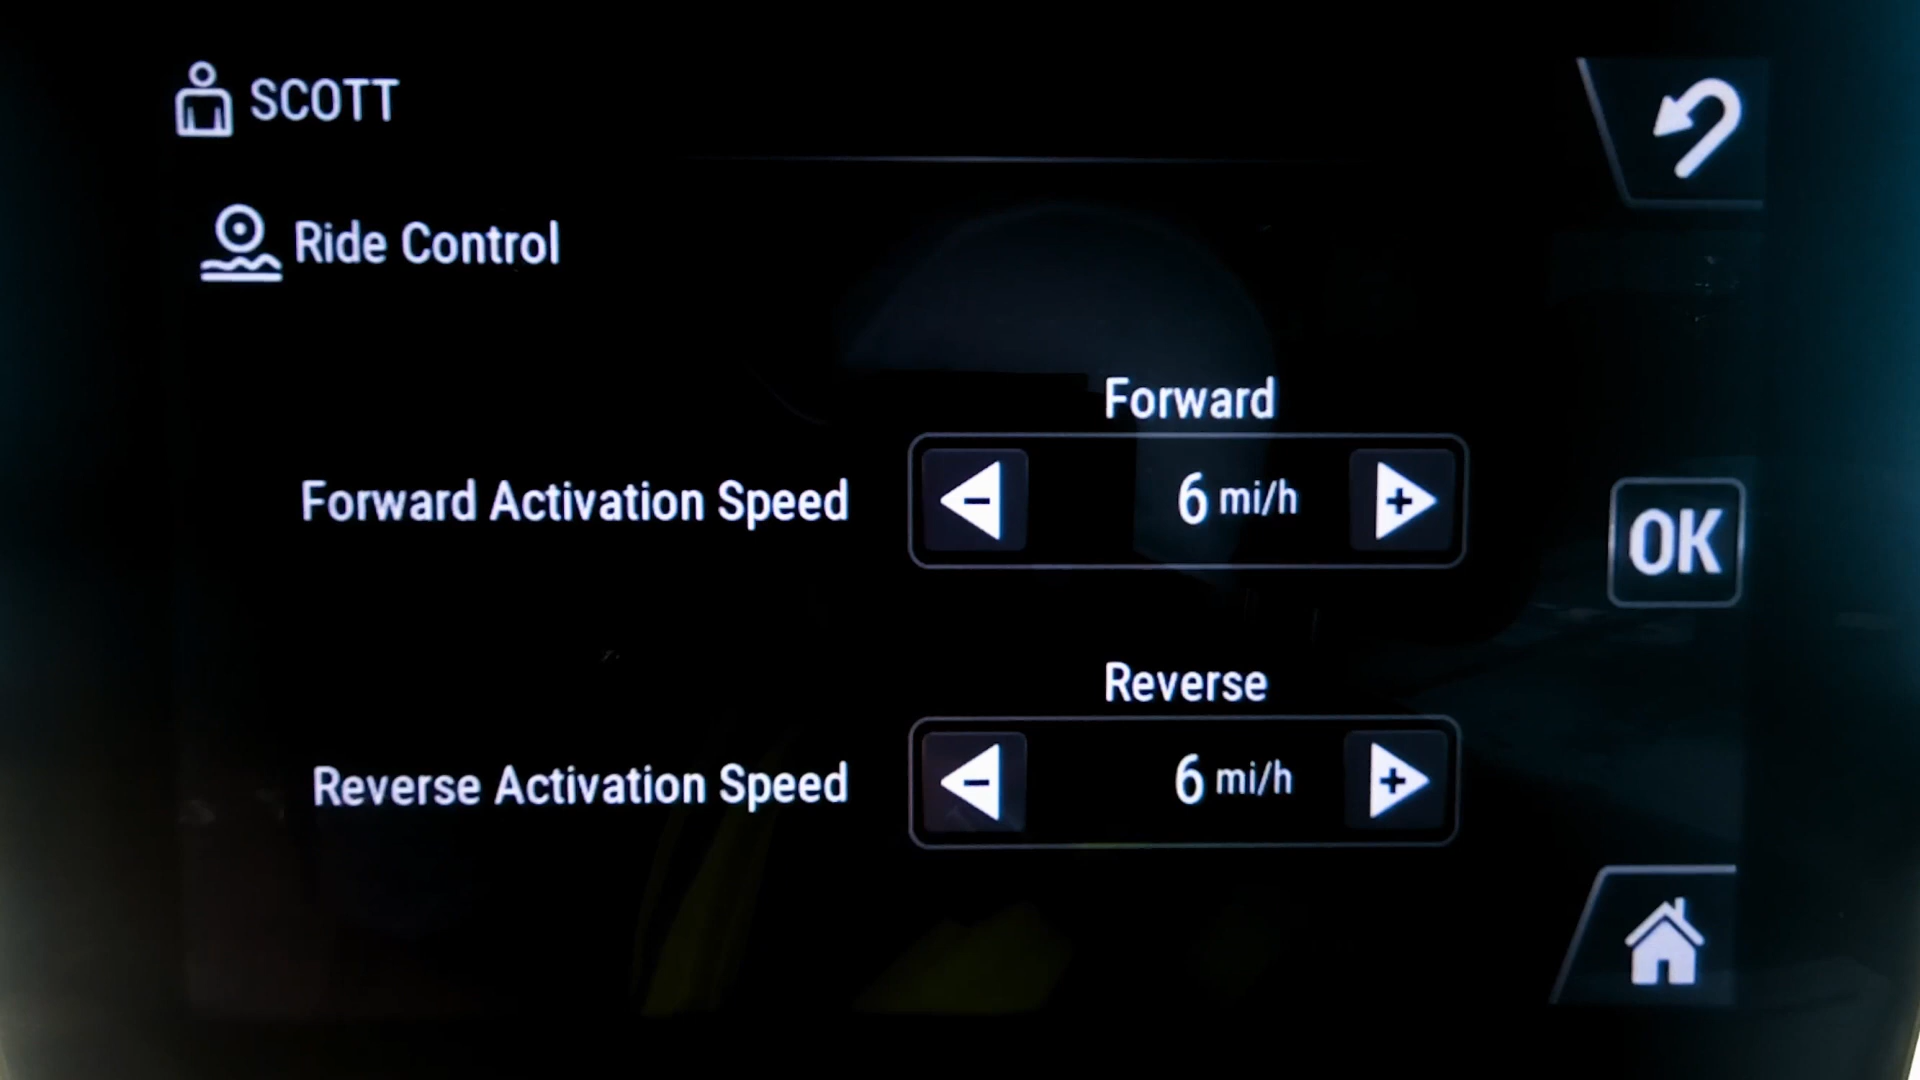 SCOTT
Ride Control
Forward
Forward Activation Speed - 6 mi/h +
OK
Reverse
Reverse Activation Speed - 6 mi/h +